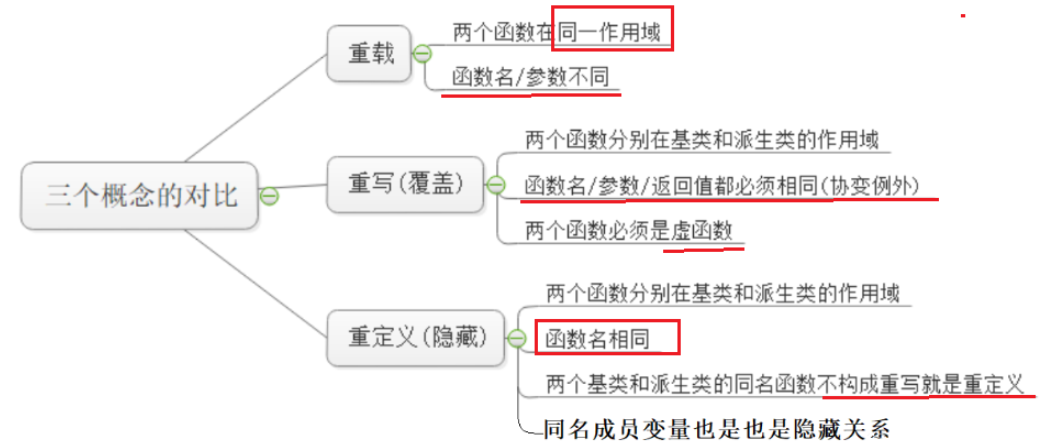 三个概念的对比
重载
两个函数在同一作用域
函数名/参数不同
重写(覆盖)
两个函数分别在基类和派生类的作用域
函数名/参数/返回值都必须相同(协变例外)
两个函数必须是虚函数
重定义(隐藏)
两个函数分别在基类和派生类的作用域
函数名相同
两个基类和派生类的同名函数不构成重写就是重定义
同名成员变量也是也是隐藏关系